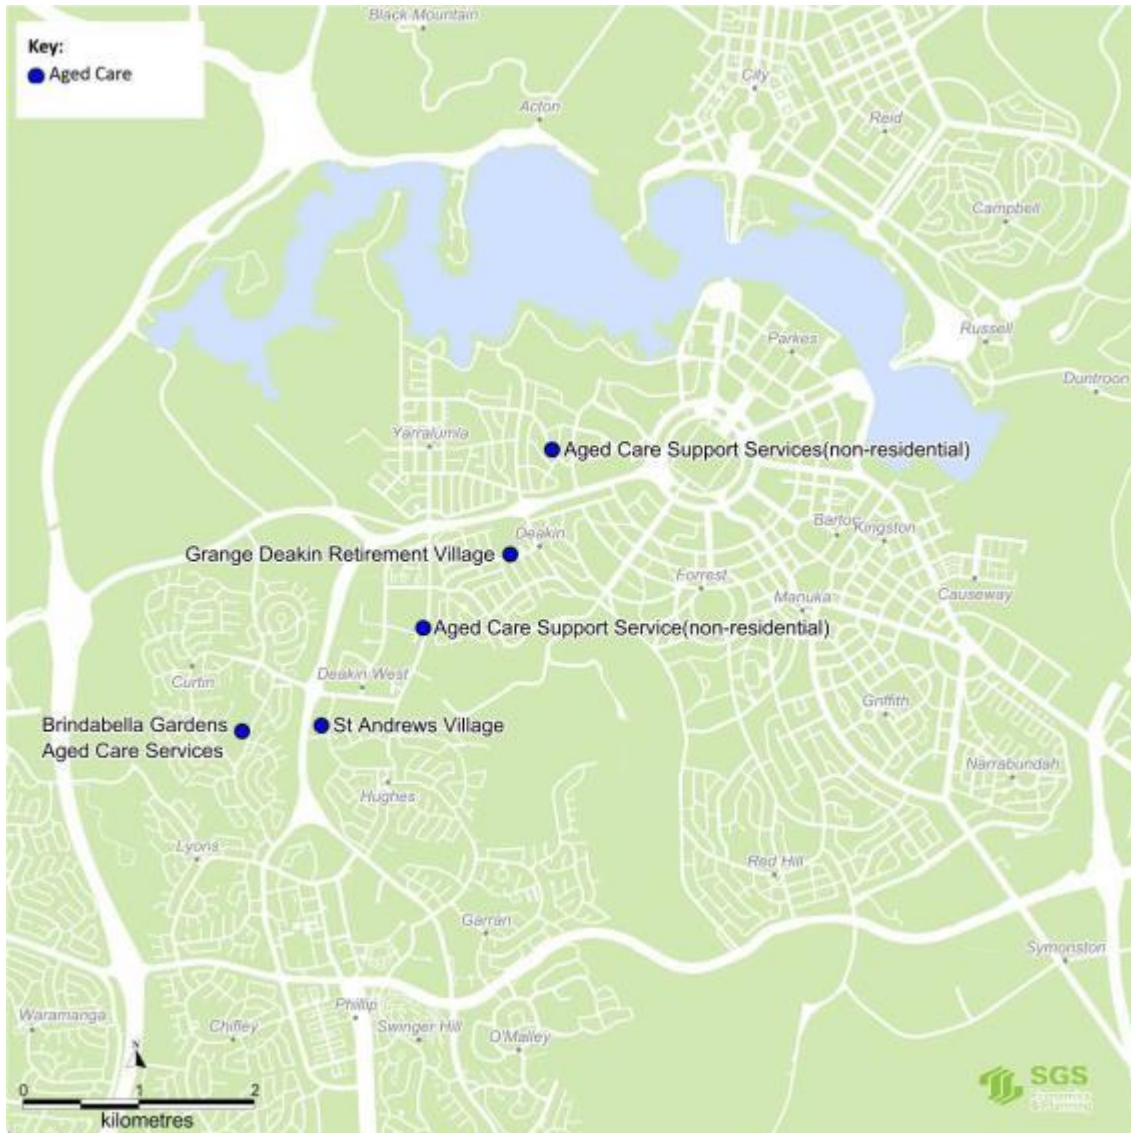 Black Mountain
Key:
Aged Care
City
Acton
Reid
Campbell
Russell
Parkes
Duntroon
Yarralumla
Aged Care Support Services(non-residential)
Barton
Kingston
Deakin
Grange Deakin Retirement Village
Forrest
Causeway
Manuka
Aged Care Support Service(non-residential)
Deakin West
Curtin
Griffith
Brindabella Gardens
Aged Care Services
St Andrews Village
Narrabundah
Hughes
Lyons
Red Hill
Garran
Symonston
Phillip
Waramanga
Chifley
Swinger Hill
O'Malley
N
0 1 2
kilometres
SGS
Economics
& Planning